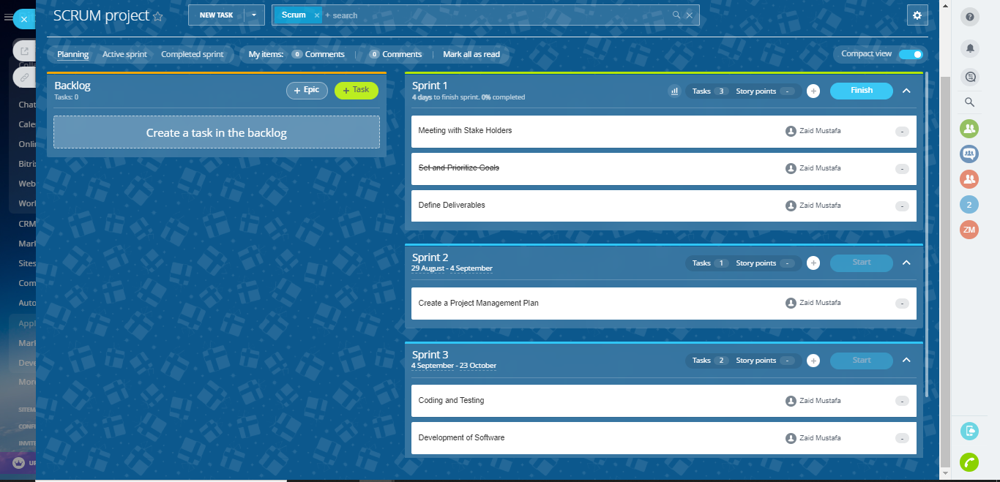 SCRUM project
NEW TASK
Scrum × + search
Planning Active sprint Completed sprint My items: 0 Comments 0 Comments Mark all as read Compact view
Backlog
Tasks: 0
+ Epic
+ Task
Create a task in the backlog
Sprint 1
4 days to finish sprint. 0% completed
Tasks 3 Story points - + Finish
Meeting with Stake Holders Zaid Mustafa -
Set and Prioritize Goals Zaid Mustafa -
Define Deliverables Zaid Mustafa -
Sprint 2
29 August - 4 September
Tasks 1 Story points - + Start
Create a Project Management Plan Zaid Mustafa -
Sprint 3
4 September - 23 October
Tasks 2 Story points - + Start
Coding and Testing Zaid Mustafa -
Development of Software Zaid Mustafa -
Colla
Chat
Cale
Onli
Bitri
Web
Worl
CRM
Mark
Sites
Com
Auto
Appl
Mark
Deve
More
SITEM
CONFI
INVITE
UP
?
2
ZM